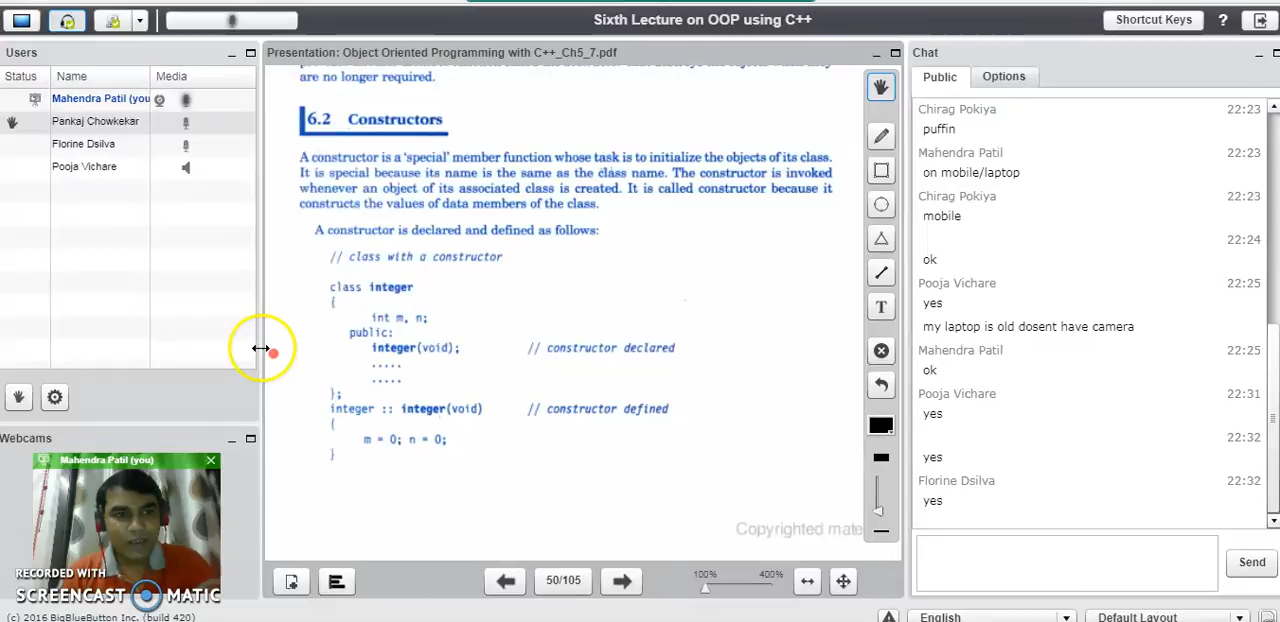 Sixth Lecture on OOP using C++
Shortcut Keys
?
Users
Status Name Media
Mahendra Patil (you
Pankaj Chowkekar
Florine Dsilva
Pooja Vichare
Webcams
Mahendra Patil (you)
RECORDED WITH
SCREENCAST MATIC
(c) 2016 BigBlueButton Inc. (build 420)
Presentation: Object Oriented Programming with C++_Ch5_7.pdf
are no longer required.
6.2 Constructors
A constructor is a ‘special’ member function whose task is to initialize the objects of its class.
It is special because its name is the same as the class name. The constructor is invoked
whenever an object of its associated class is created. It is called constructor because it
constructs the values of data members of the class.
A constructor is declared and defined as follows:
// class with a constructor
class integer
{
int m, n;
public:
integer(void); // constructor declared
.....
.....
};
integer :: integer(void) // constructor defined
{
m = 0; n = 0;
}
Copyrighted mate
T
50/105
100% 400%
Chat
Public Options
Chirag Pokiya 22:23
puffin
Mahendra Patil 22:23
on mobile/laptop
Chirag Pokiya 22:23
mobile
22:24
ok
Pooja Vichare 22:25
yes
my laptop is old dosent have camera
Mahendra Patil 22:25
ok
Pooja Vichare 22:31
yes
22:32
yes
Florine Dsilva 22:32
yes
Send
English Default Layout